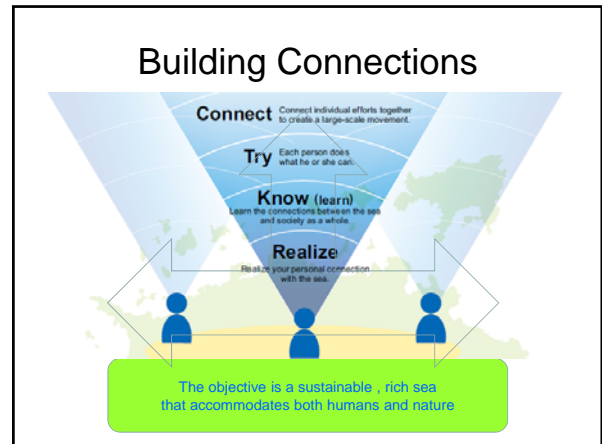 Building Connections
Connect Connect individual efforts together
to create a large-scale movement.
Try Each person does
what he or she can.
Know (learn)
Learn the connections between the sea
and society as a whole.
Realize
Realize your personal connection
with the sea.
The objective is a sustainable , rich sea
that accommodates both humans and nature